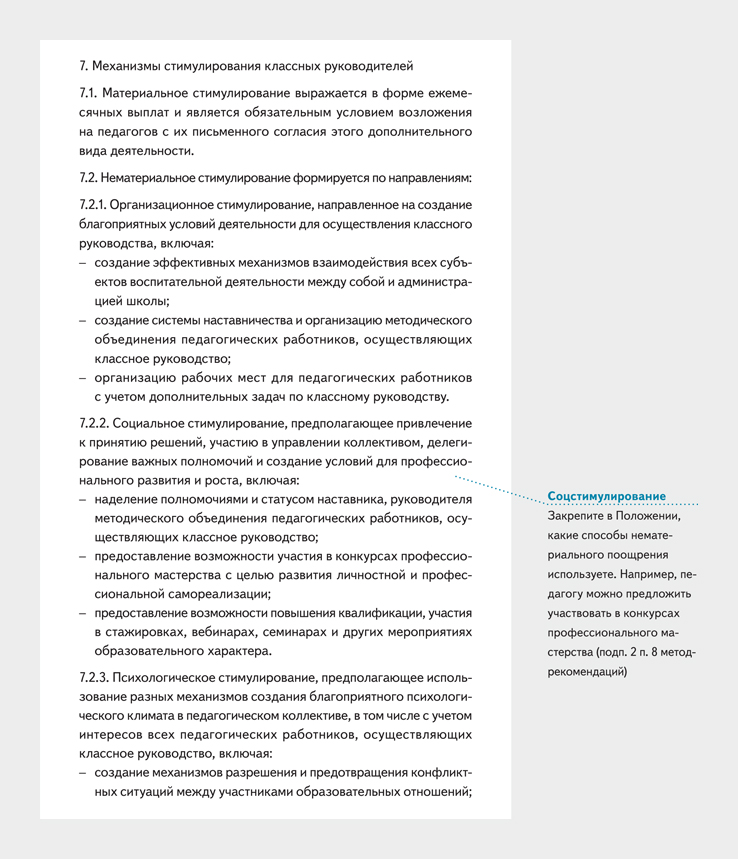 7. Механизмы стимулирования классных руководителей
7.1. Материальное стимулирование выражается в форме ежеме-
сячных выплат и является обязательным условием возложения
на педагогов с их письменного согласия этого дополнительного
вида деятельности.
7.2. Нематериальное стимулирование формируется по направлениям:
7.2.1. Организационное стимулирование, направленное на создание
благоприятных условий деятельности для осуществления классного
руководства, включая:
– создание эффективных механизмов взаимодействия всех субъ-
ектов воспитательной деятельности между собой и администра-
цией школы;
– создание системы наставничества и организацию методического
объединения педагогических работников, осуществляющих
классное руководство;
– организацию рабочих мест для педагогических работников
с учетом дополнительных задач по классному руководству.
7.2.2. Социальное стимулирование, предполагающее привлечение
к принятию решений, участию в управлении коллективом, делеги-
рование важных полномочий и создание условий для профессио-
нального развития и роста, включая:
– наделение полномочиями и статусом наставника, руководителя
методического объединения педагогических работников, осу-
ществляющих классное руководство;
– предоставление возможности участия в конкурсах профессио-
нального мастерства с целью развития личностной и профес-
сиональной самореализации;
– предоставление возможности повышения квалификации, участия
в стажировках, вебинарах, семинарах и других мероприятиях
образовательного характера.
7.2.3. Психологическое стимулирование, предполагающее исполь-
зование разных механизмов создания благоприятного психологи-
ческого климата в педагогическом коллективе, в том числе с учетом
интересов всех педагогических работников, осуществляющих
классное руководство, включая:
– создание механизмов разрешения и предотвращения конфликт-
ных ситуаций между участниками образовательных отношений;
Соцстимулирование
Закрепите в Положении,
какие способы немате-
риального поощрения
используете. Например, пе-
дагогу можно предложить
участвовать в конкурсах
профессионального ма-
стерства (подп. 2 п. 8 метод-
рекомендаций)